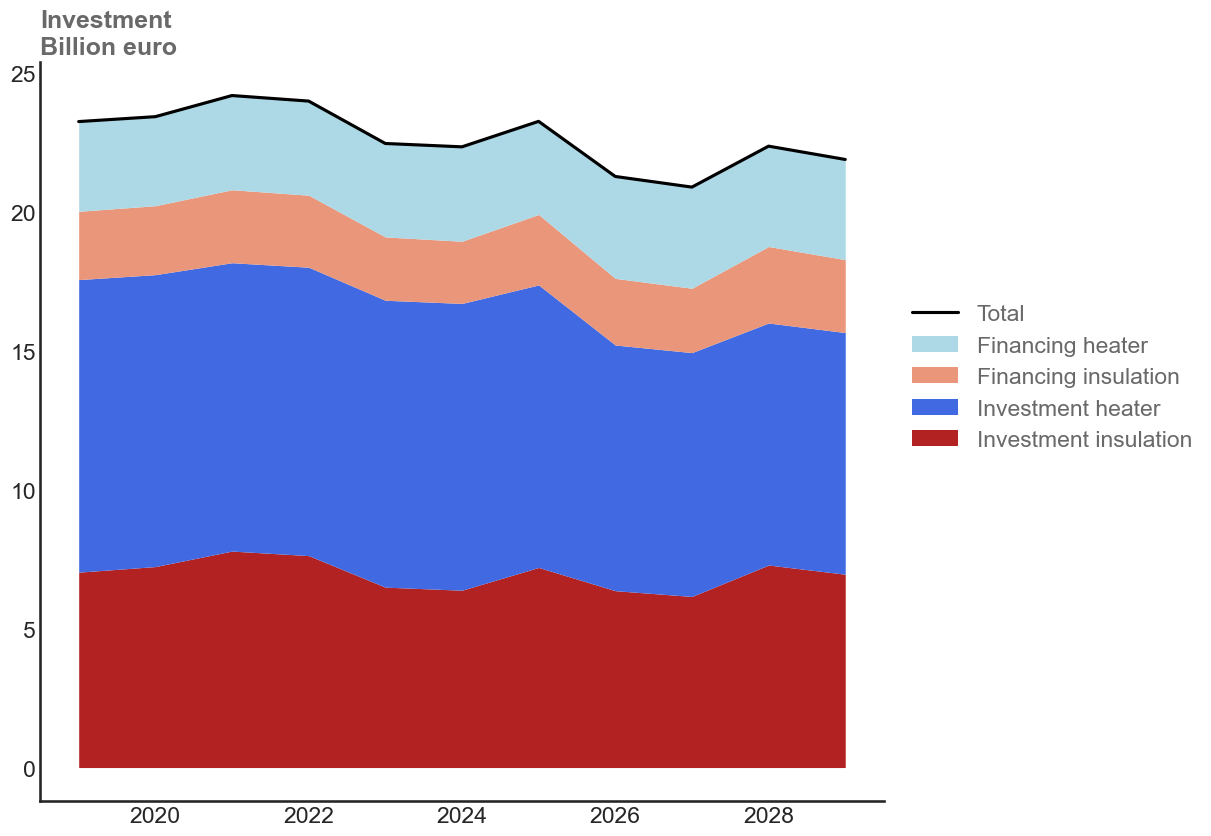 Investment
Billion euro
25
20
15
10
5
0
2020
2022
2024
2026
2028
Total
Financing heater
Financing insulation
Investment heater
Investment insulation